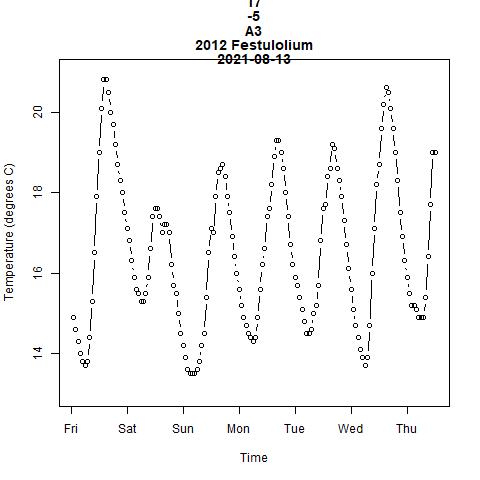 17
-5
A3
2012 Festulolium
2021-08-13
Temperature (degrees C)
20
18
16
14
Fri Sat Sun Mon Tue Wed Thu
Time